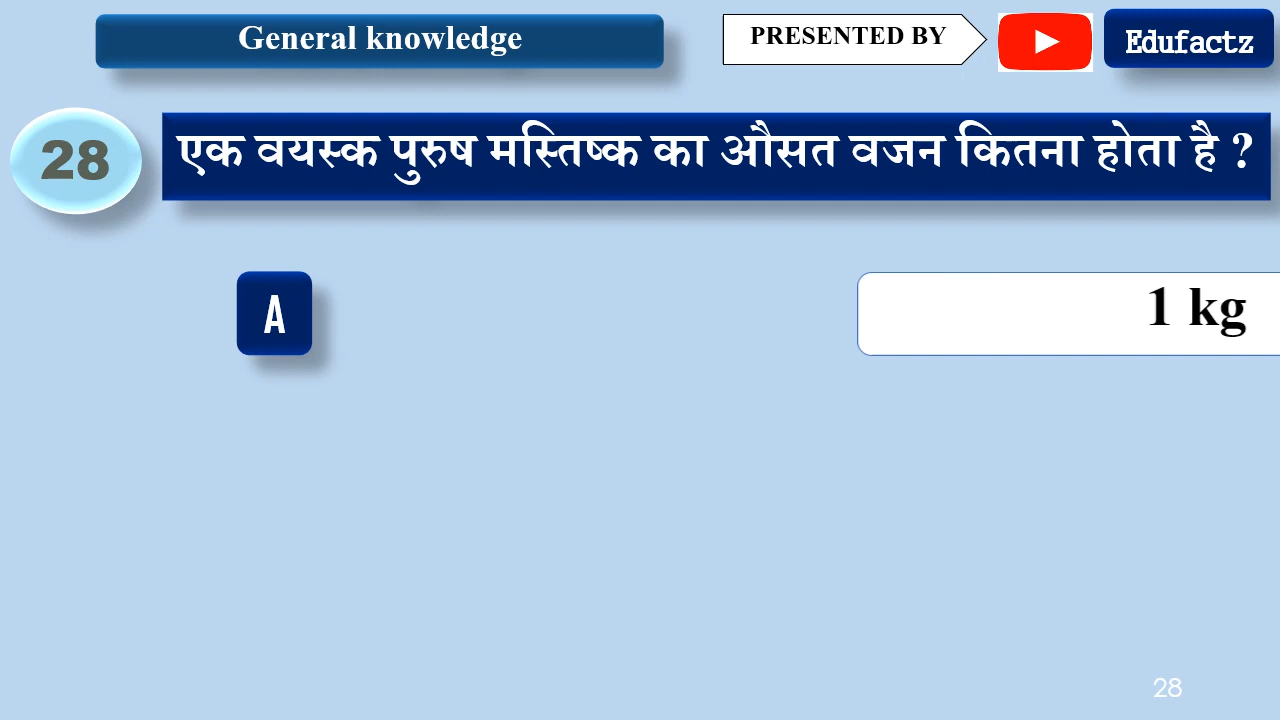 General knowledge
PRESENTED BY
Edufactz
28
एक वयस्क पुरुष मस्तिष्क का औसत वजन कितना होता है ?
A
1 kg
28